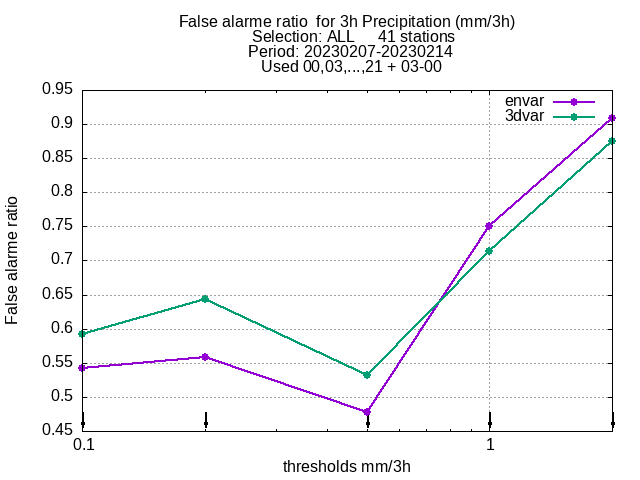 False alarme ratio  for 3h Precipitation (mm/3h)
Selection: ALL     41 stations
Period: 20230207-20230214
Used 00,03,...,21 + 03-00
envar
3dvar
0.95
0.9
0.85
0.8
0.75
0.7
0.65
0.6
0.55
0.5
0.45
False alarme ratio
0.1
1
thresholds mm/3h